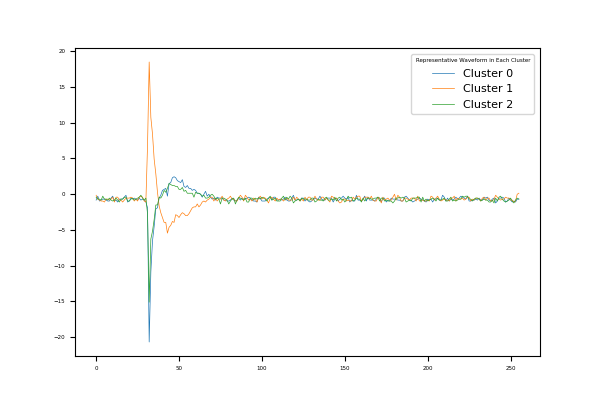 Representative Waveform in Each Cluster
Cluster 0
Cluster 1
Cluster 2
20
15
10
5
0
−5
−10
−15
−20
0 50 100 150 200 250